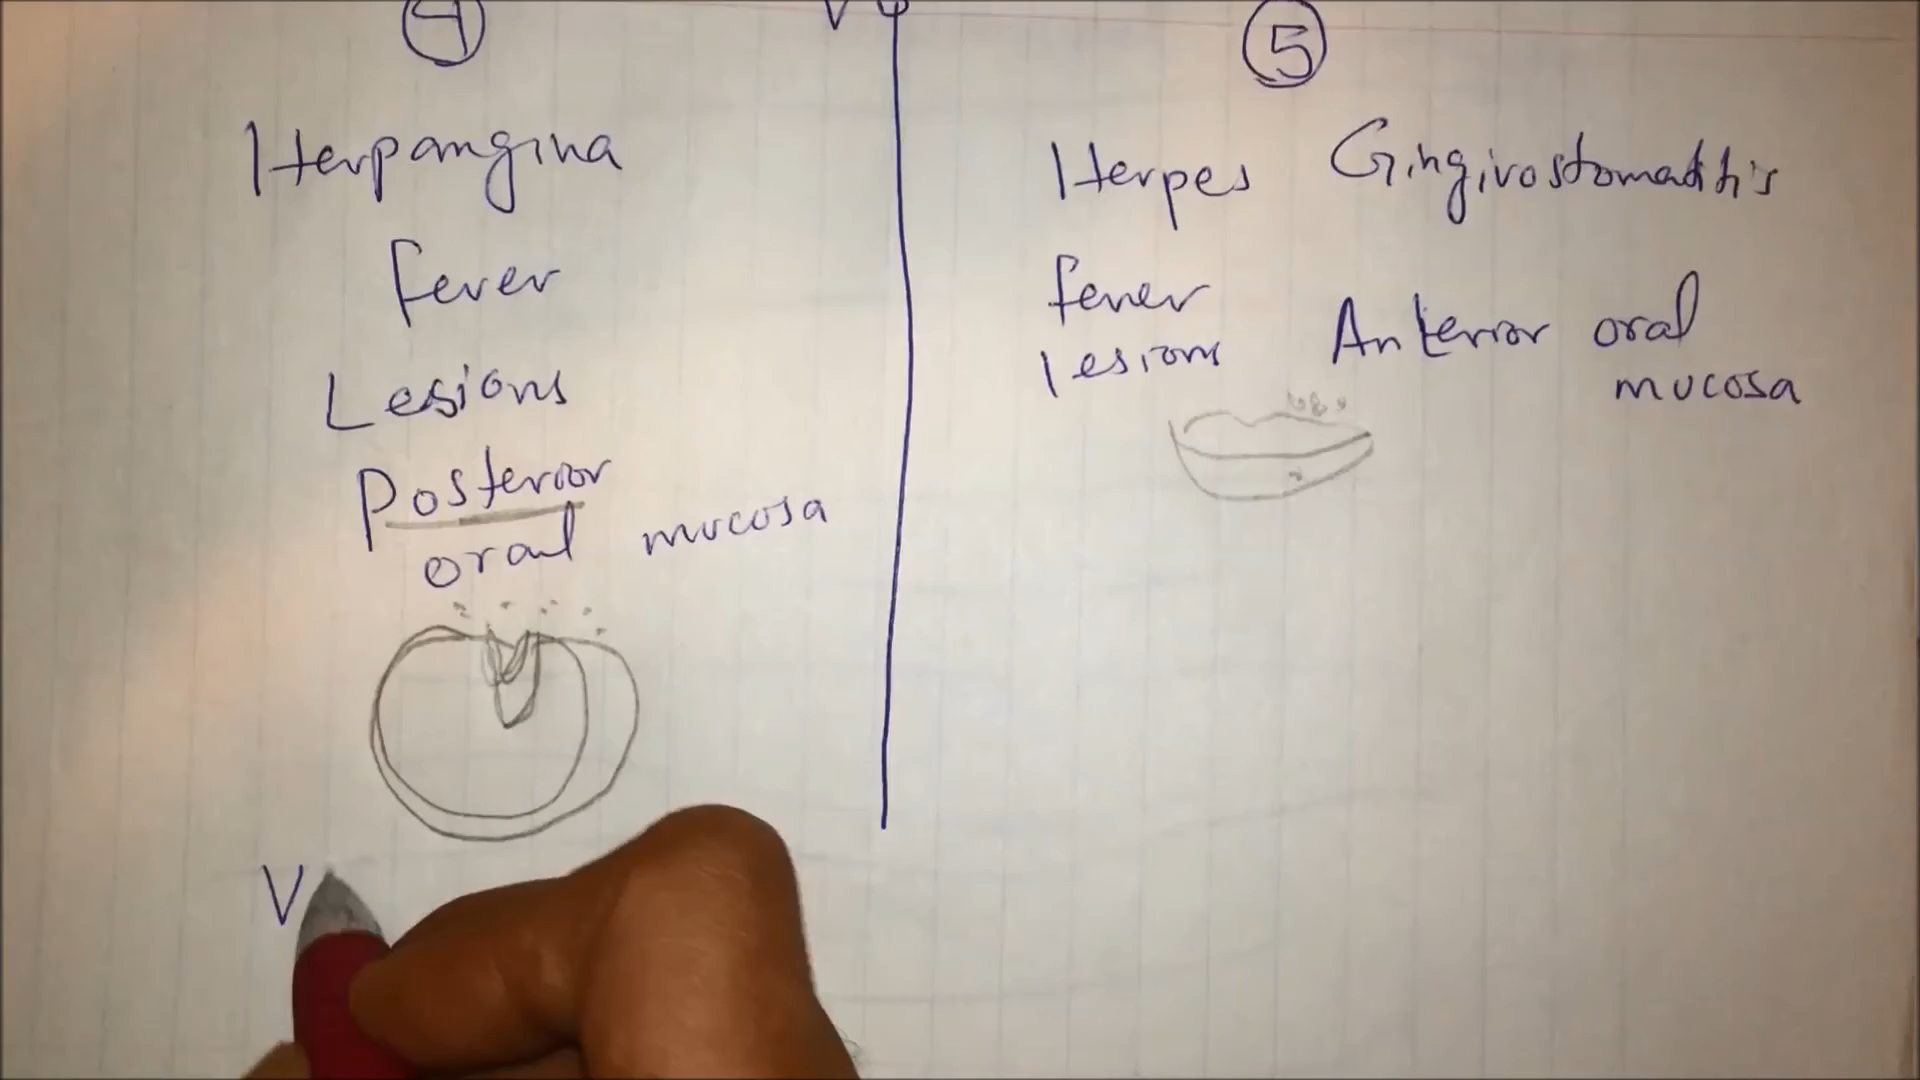 4
Herpangina
Fever
Lesions
Posterior
oral mucosa
V
5
Herpes Gingivostomatitis
fever
lesions Anterior oral
mucosa